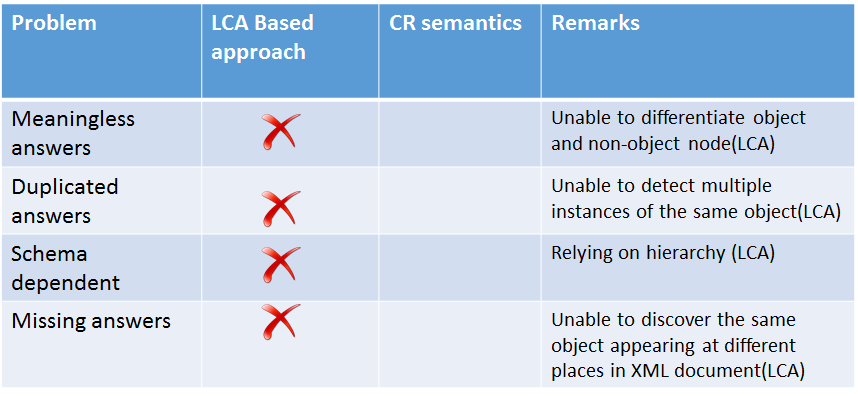 Problem
LCA Based
approach
CR semantics
Remarks
Meaningless
answers
Unable to differentiate object
and non-object node(LCA)
Duplicated
answers
Unable to detect multiple
instances of the same object(LCA)
Schema
dependent
Relying on hierarchy (LCA)
Missing answers
Unable to discover the same
object appearing at different
places in XML document(LCA)